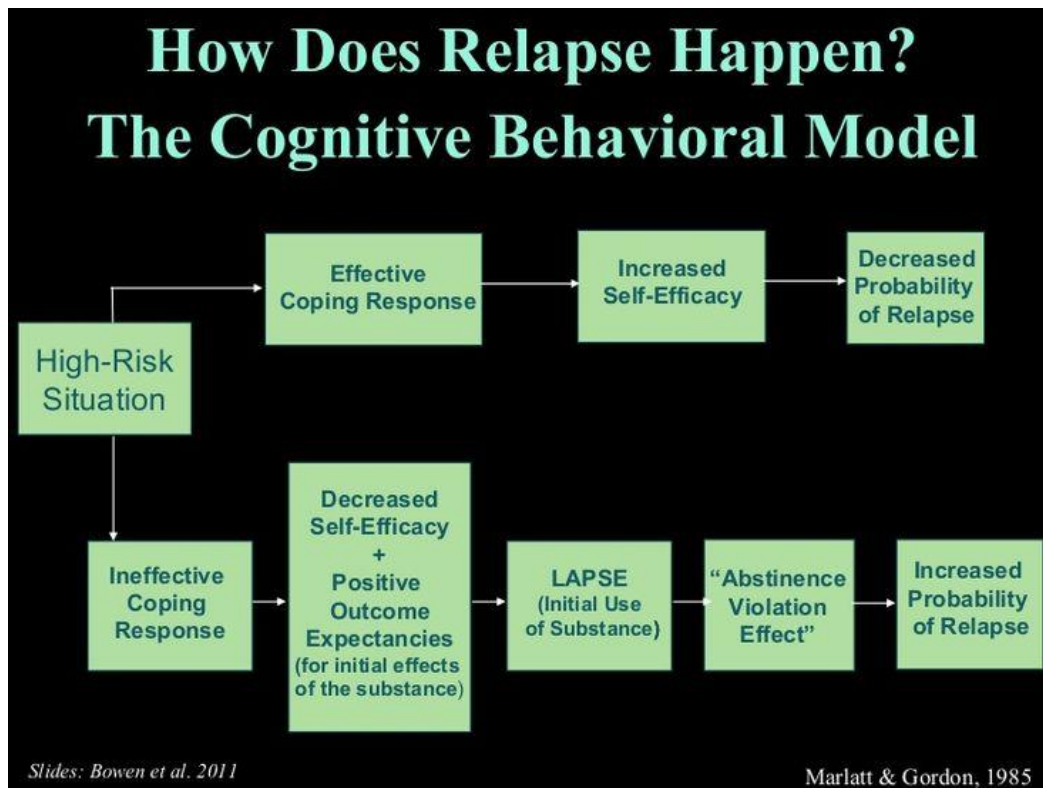 How Does Relapse Happen?
The Cognitive Behavioral Model
High-Risk
Situation
Effective
Coping Response
Increased
Self-Efficacy
Decreased
Probability
of Relapse
Ineffective
Coping
Response
Decreased
Self-Efficacy
+
Positive
Outcome
Expectancies
(for initial effects
of the substance)
LAPSE
(Initial Use
of Substance)
“Abstinence
Violation
Effect”
Increased
Probability
of Relapse
Slides: Bowen et al. 2011
Marlatt & Gordon, 1985